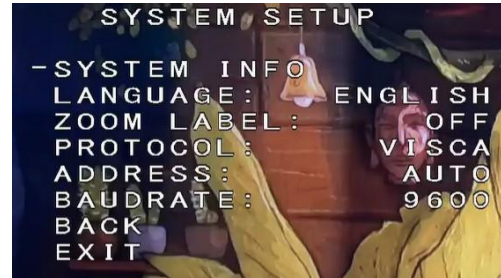 SYSTEM SETUP
-SYSTEM INFO
LANGUAGE: ENGLISH
ZOOM LABEL: OFF
PROTOCOL: VISCA
ADDRESS: AUTO
BAUDRATE: 9600
BACK
EXIT